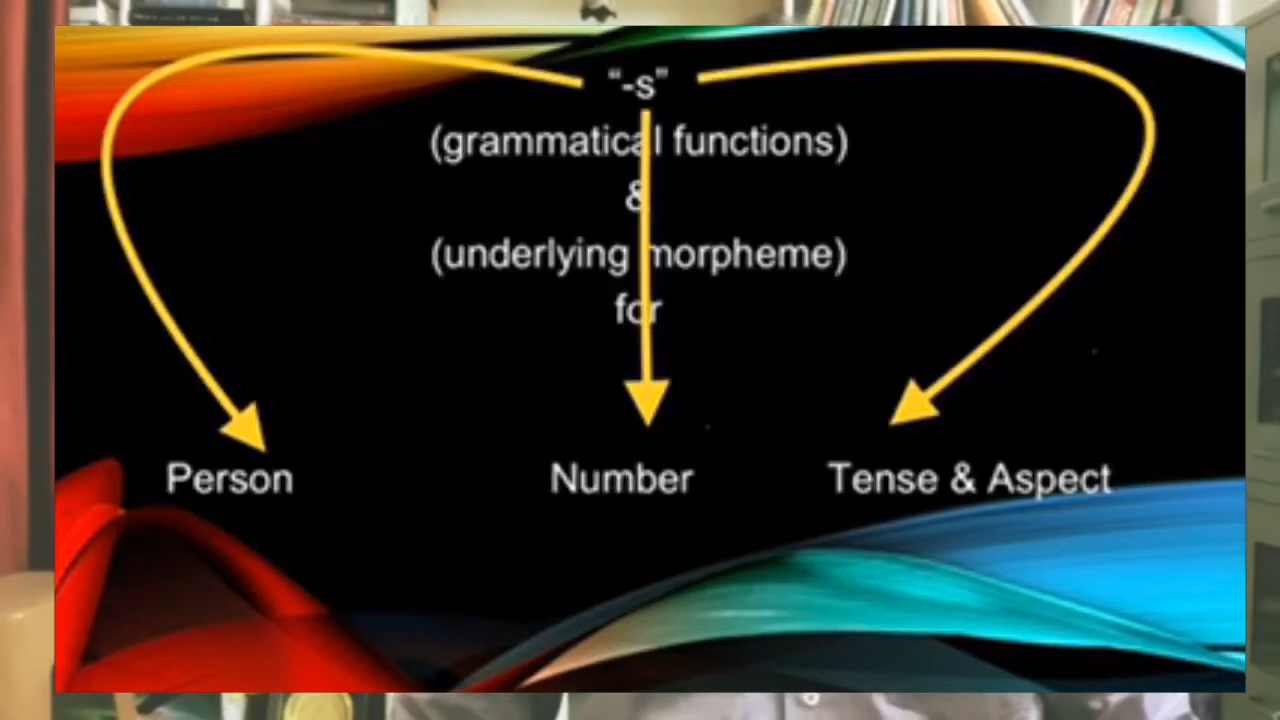 “-s”
(grammatical functions)
&
(underlying morpheme)
for
Person Number Tense & Aspect